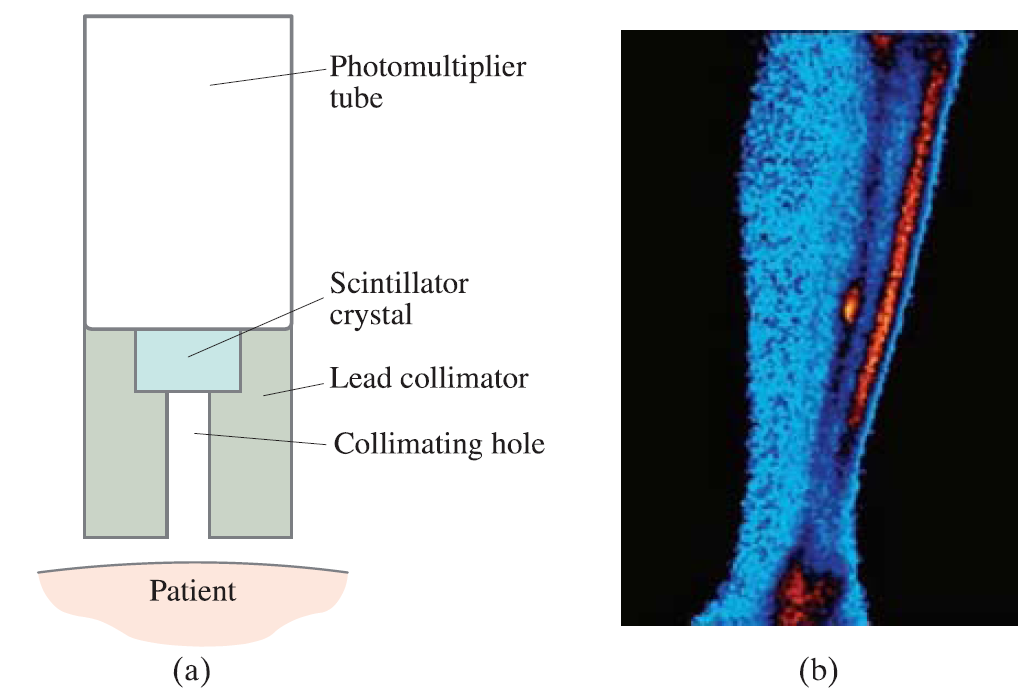 Photomultiplier
tube
Scintillator
crystal
Lead collimator
Collimating hole
Patient
(a)
(b)